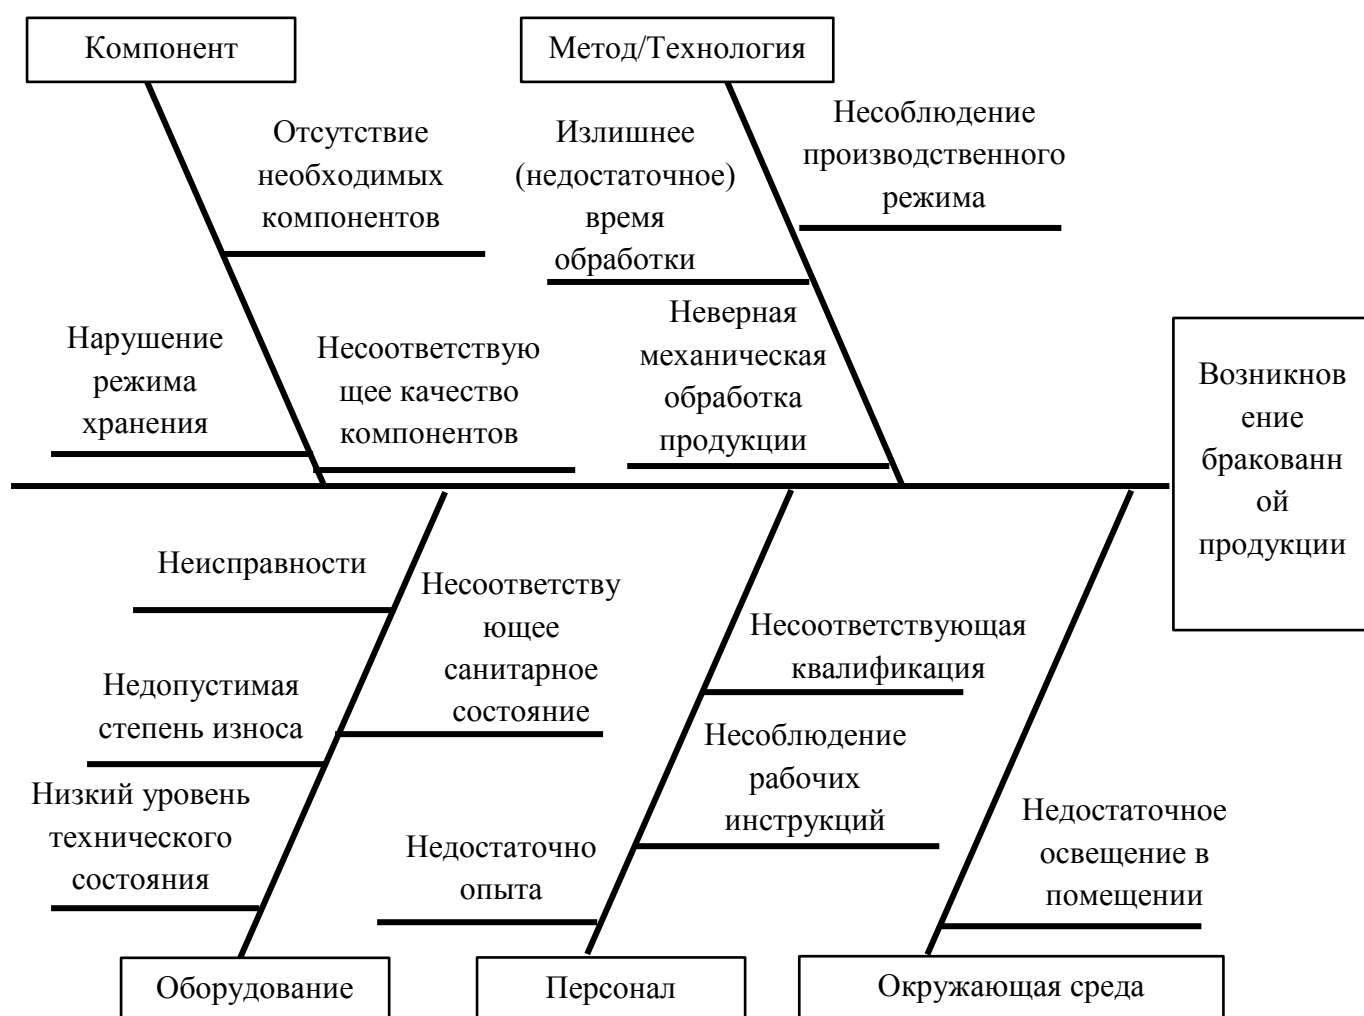 Компонент
Метод/Технология
Отсутствие
необходимых
компонентов
Излишнее
(недостаточное)
время
обработки
Несоблюдение
производственного
режима
Нарушение
режима
хранения
Несоответствую
щее качество
компонентов
Неверная
механическая
обработка
продукции
Возникнов
ение
бракованн
ой
продукции
Неисправности
Несоответству
ющее
санитарное
состояние
Недопустимая
степень износа
Низкий уровень
технического
состояния
Несоответствующая
квалификация
Несоблюдение
рабочих
инструкций
Недостаточно
опыта
Недостаточное
освещение в
помещении
Оборудование
Персонал
Окружающая среда